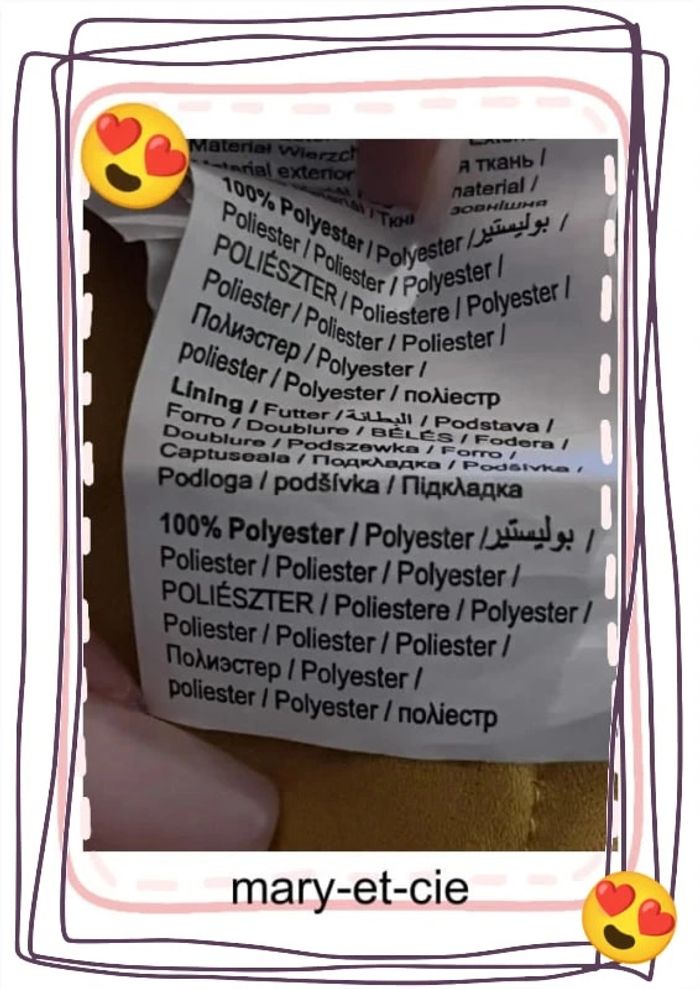 Material Wierzch
Material exterior
ткань /
material /
/ Ткн
зовнішня
100% Polyester / Polyester / بوليستير /
Poliester / Poliester / Polyester /
POLIÉSZTER / Poliestere / Polyester /
Poliester / Poliester / Poliester /
Полиэстер / Polyester /
poliester / Polyester / поліестр
Lining / Futter / البطانة / Podstava /
Forro / Doublure / BÉLÉS / Fodera /
Doublure / Podszewka / Forro /
Captuseala / Подкладка / Podšívka /
Podloga / podšívka / Підкладка
100% Polyester / Polyester / بوليستير /
Poliester / Poliester / Polyester /
POLIÉSZTER / Poliestere / Polyester /
Poliester / Poliester / Poliester /
Полиэстер / Polyester /
poliester / Polyester / поліестр
mary-et-cie